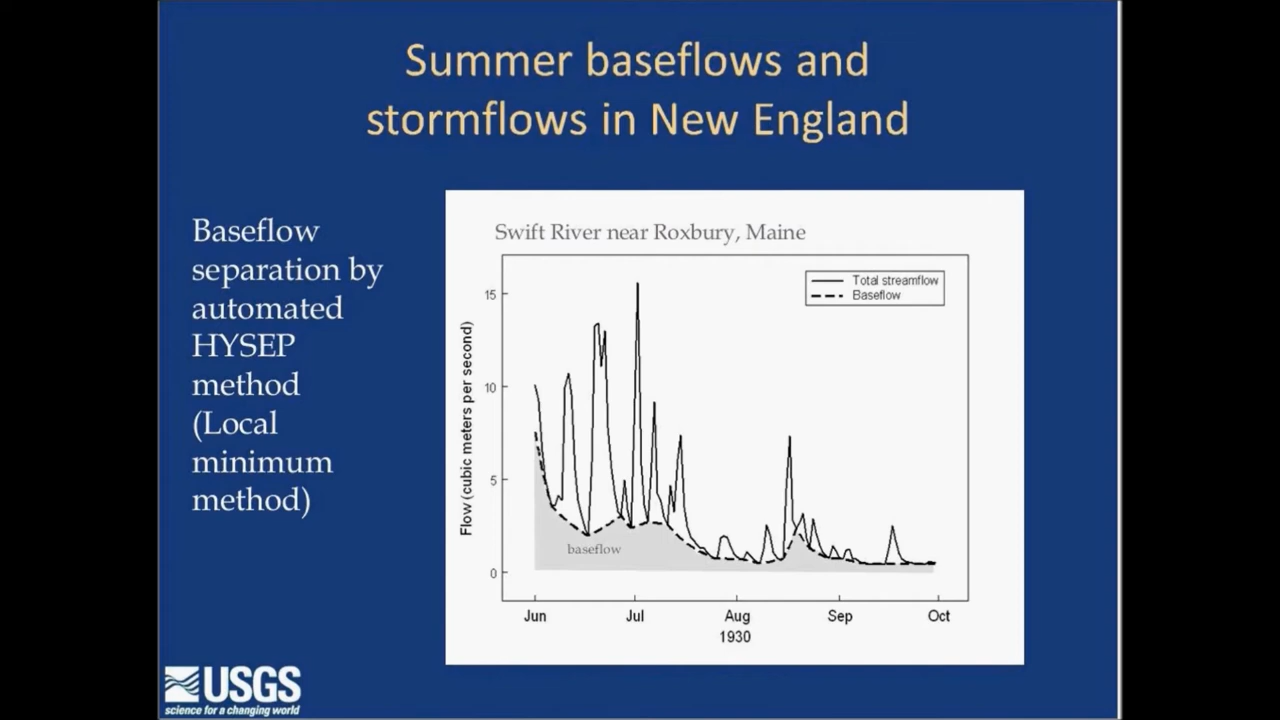 Summer baseflows and
stormflows in New England
Baseflow
separation by
automated
HYSEP
method
(Local
minimum
method)
Swift River near Roxbury, Maine
Total streamflow
Baseflow
Flow (cubic meters per second)
15
10
5
0
baseflow
Jun Jul Aug Sep Oct
1930
USGS
science for a changing world